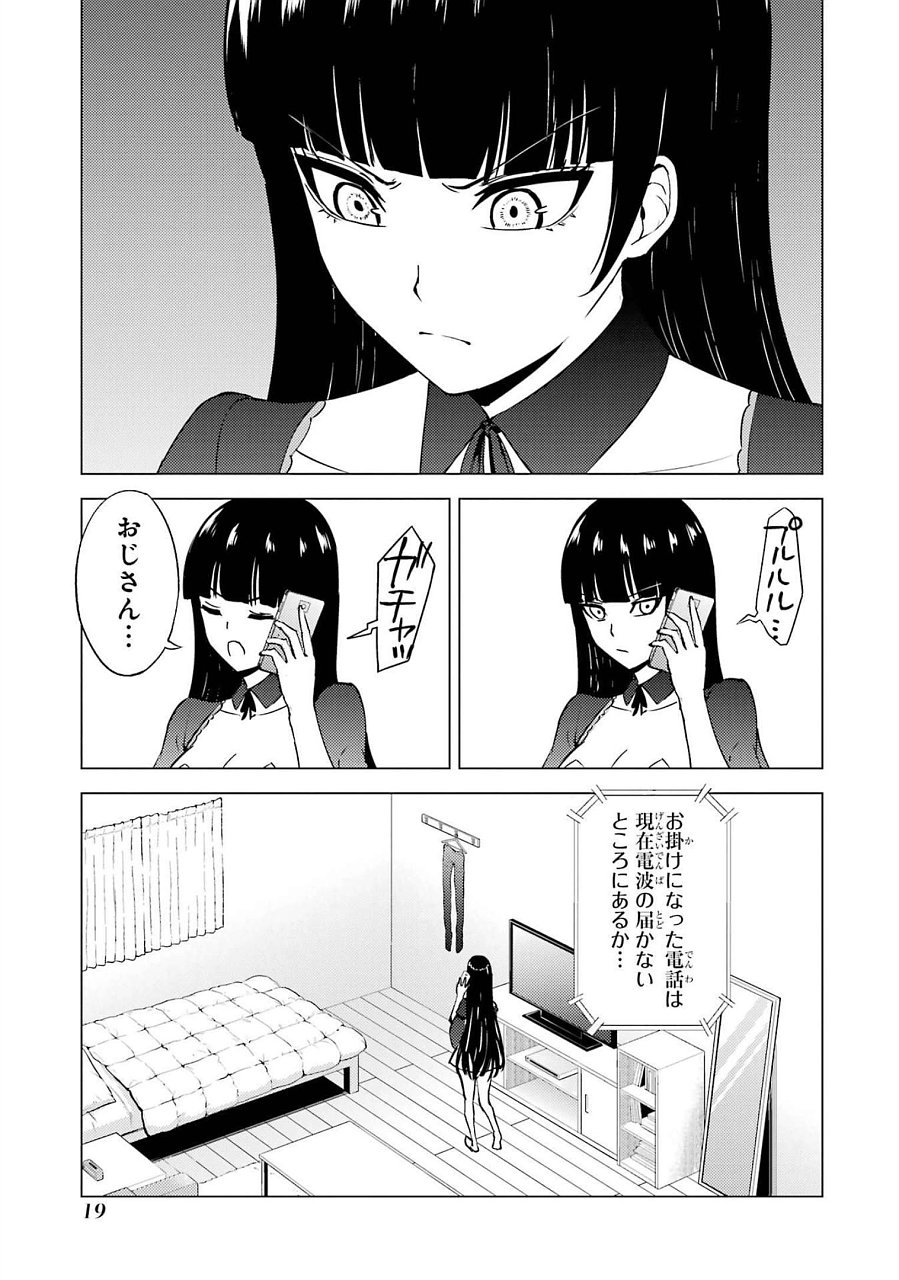 プルルル…
ガチャッ
おじさん…
お掛けになった電話は
現在電波の届かない
ところにあるか…
19